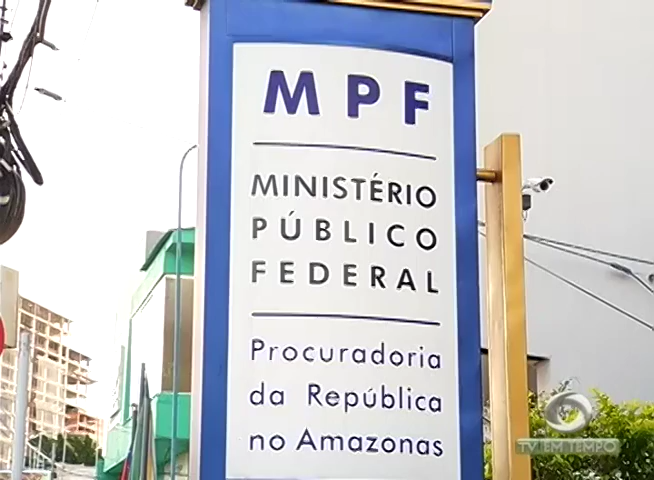 MPF
MINISTÉRIO
PÚBLICO
FEDERAL
Procuradoria
da República
no Amazonas
TV EM TEMPO